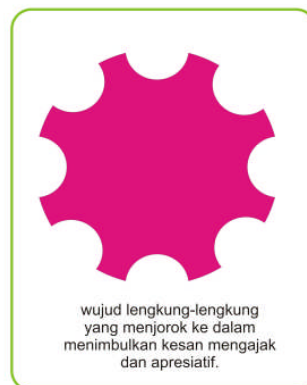 wujud lengkung-lengkung
yang menjorok ke dalam
menimbulkan kesan mengajak
dan apresiatif.